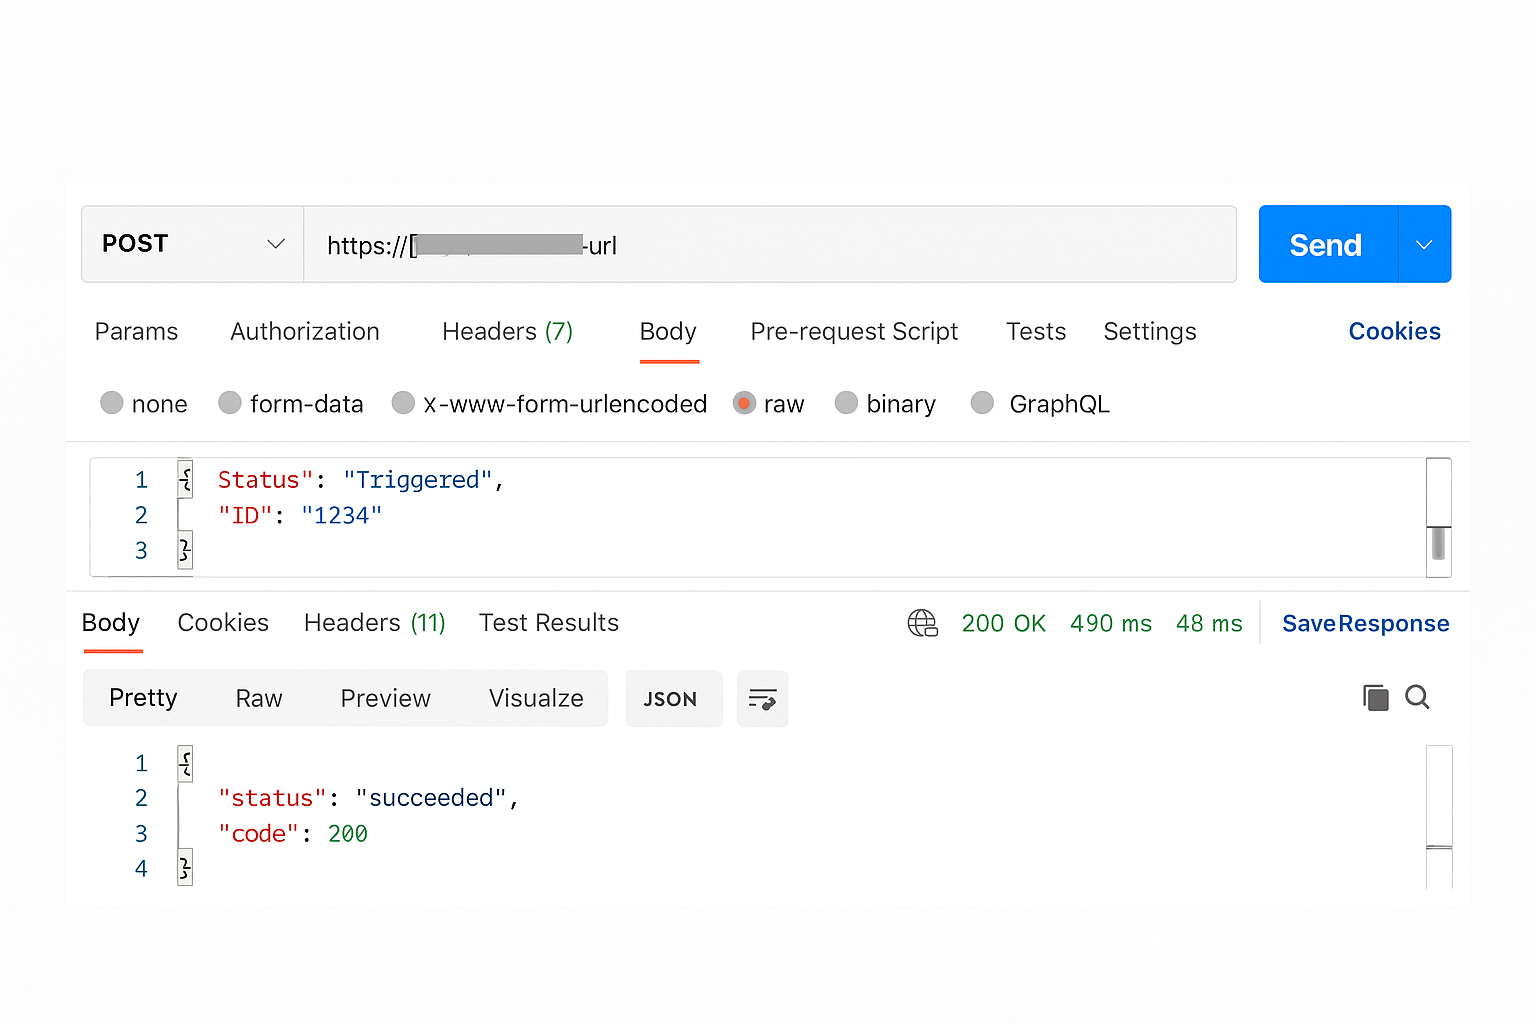 POST https://[-url Send
Params Authorization Headers (7) Body Pre-request Script Tests Settings Cookies
none form-data x-www-form-urlencoded raw binary GraphQL
1 { Status": "Triggered",
2 "ID": "1234"
3 }
Body Cookies Headers (11) Test Results 200 OK 490 ms 48 ms SaveResponse
Pretty Raw Preview Visualze JSON
1 {
2 "status": "succeeded",
3 "code": 200
4 }